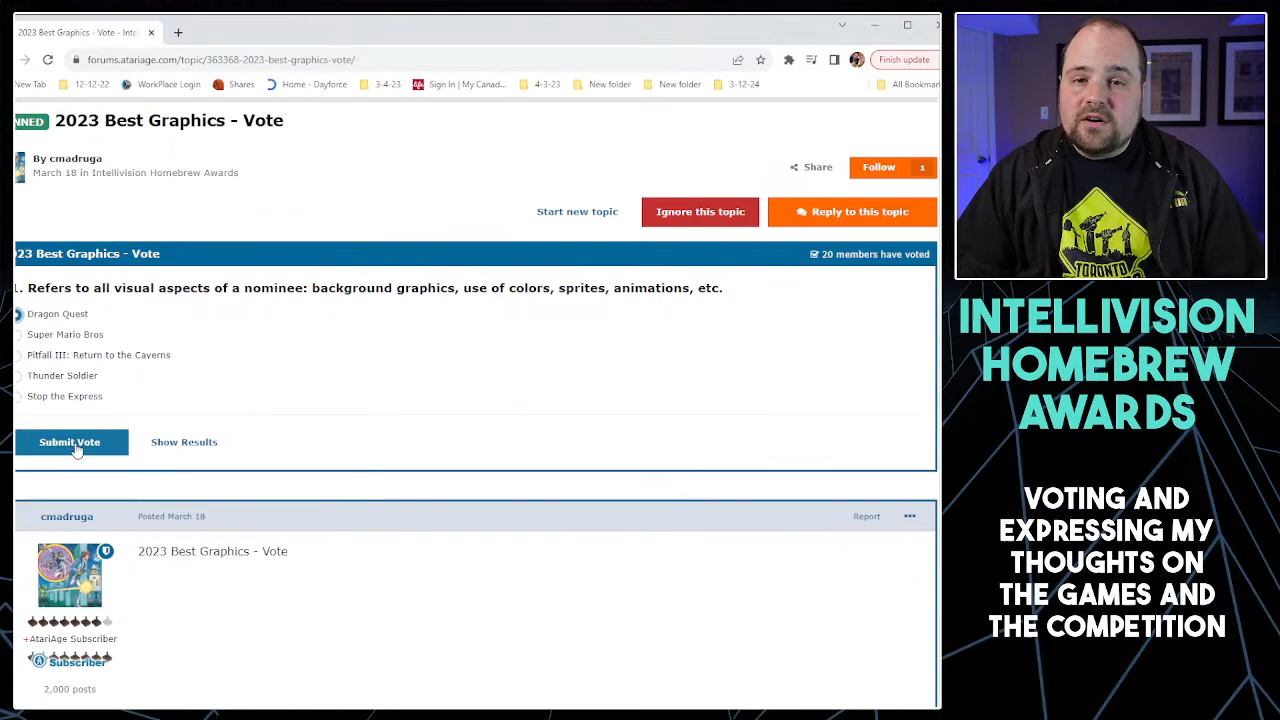 2023 Best Graphics - Vote - Inte
forums.atariage.com/topic/363368-2023-best-graphics-vote/
Finish update
New Tab
12-12-22
WorkPlace Login
Shares
Home - Dayforce
3-4-23
Sign In | My Canad...
4-3-23
New folder
New folder
3-12-24
All Bookmar
NNED
2023 Best Graphics - Vote
By cmadruga
March 18 in Intellivision Homebrew Awards
Share
Follow 1
Start new topic
Ignore this topic
Reply to this topic
023 Best Graphics - Vote
20 members have voted
1. Refers to all visual aspects of a nominee: background graphics, use of colors, sprites, animations, etc.
Dragon Quest
Super Mario Bros
Pitfall III: Return to the Caverns
Thunder Soldier
Stop the Express
Submit Vote
Show Results
cmadruga
Posted March 18
Report
2023 Best Graphics - Vote
+AtariAge Subscriber
Subscriber
2,000 posts
TORONTO
INTELLIVISION
HOMEBREW
AWARDS
VOTING AND
EXPRESSING MY
THOUGHTS ON
THE GAMES AND
THE COMPETITION